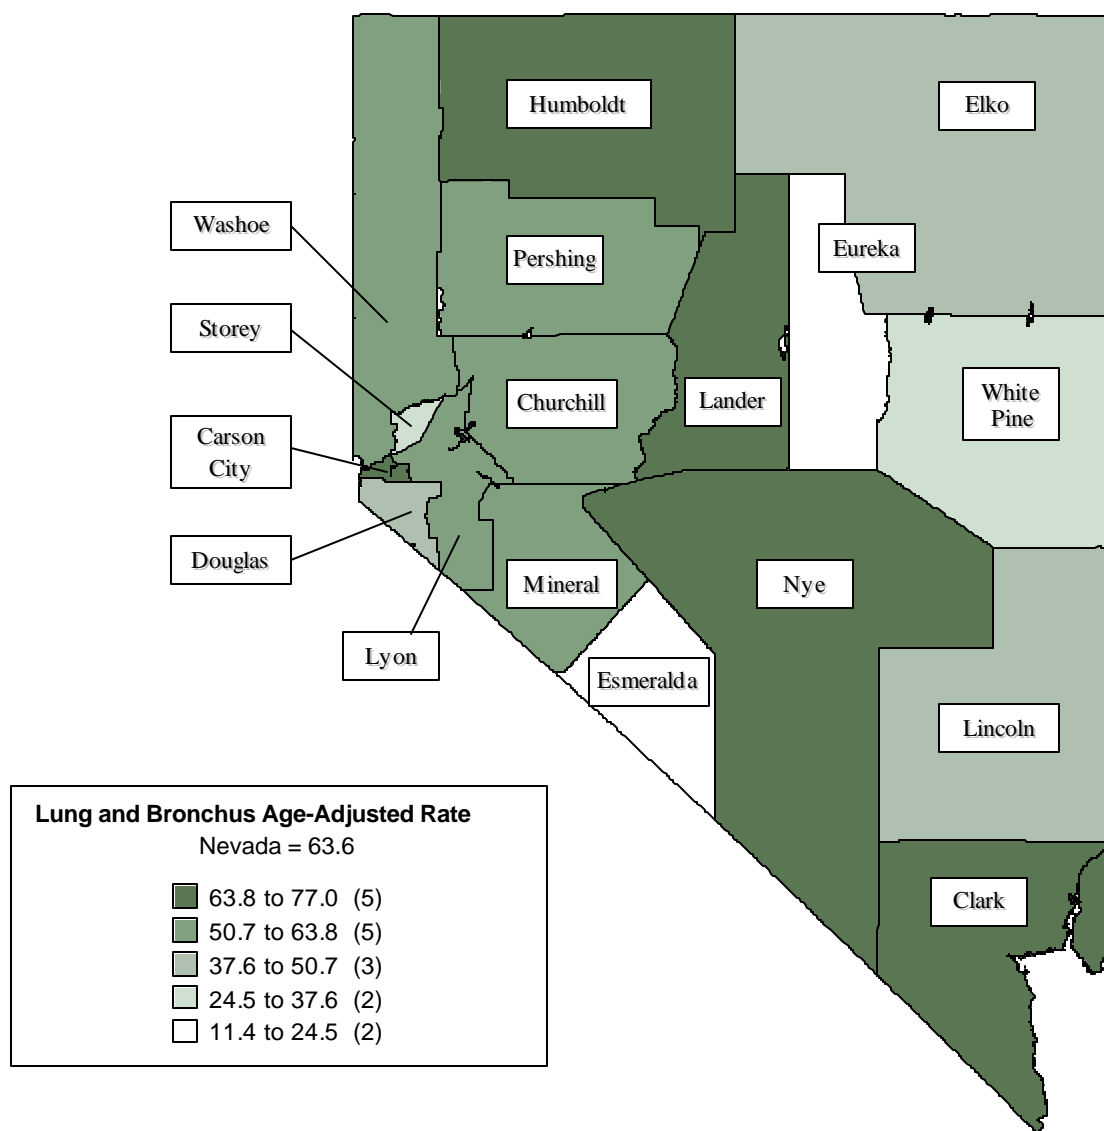 Humboldt
Elko
Washoe
Eureka
Pershing
Storey
White
Pine
Churchill
Lander
Carson
City
Douglas
Mineral
Nye
Lyon
Esmeralda
Lincoln
Lung and Bronchus Age-Adjusted Rate
Nevada = 63.6
63.8 to 77.0 (5)
50.7 to 63.8 (5)
37.6 to 50.7 (3)
24.5 to 37.6 (2)
11.4 to 24.5 (2)
Clark